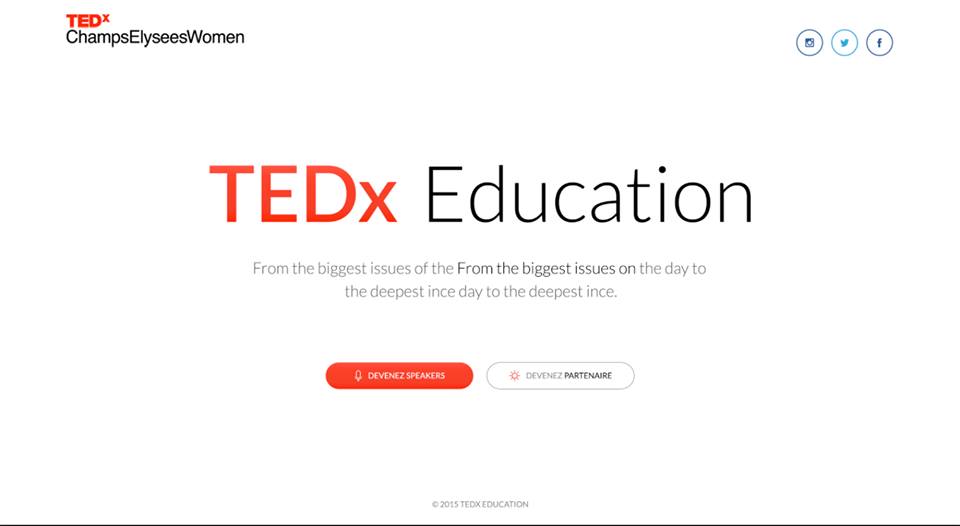 TEDx
ChampsElyseesWomen
TEDx Education
From the biggest issues of the From the biggest issues on the day to
the deepest ince day to the deepest ince.
DEVENEZ SPEAKERS
DEVENEZ PARTENAIRE
© 2015 TEDX EDUCATION